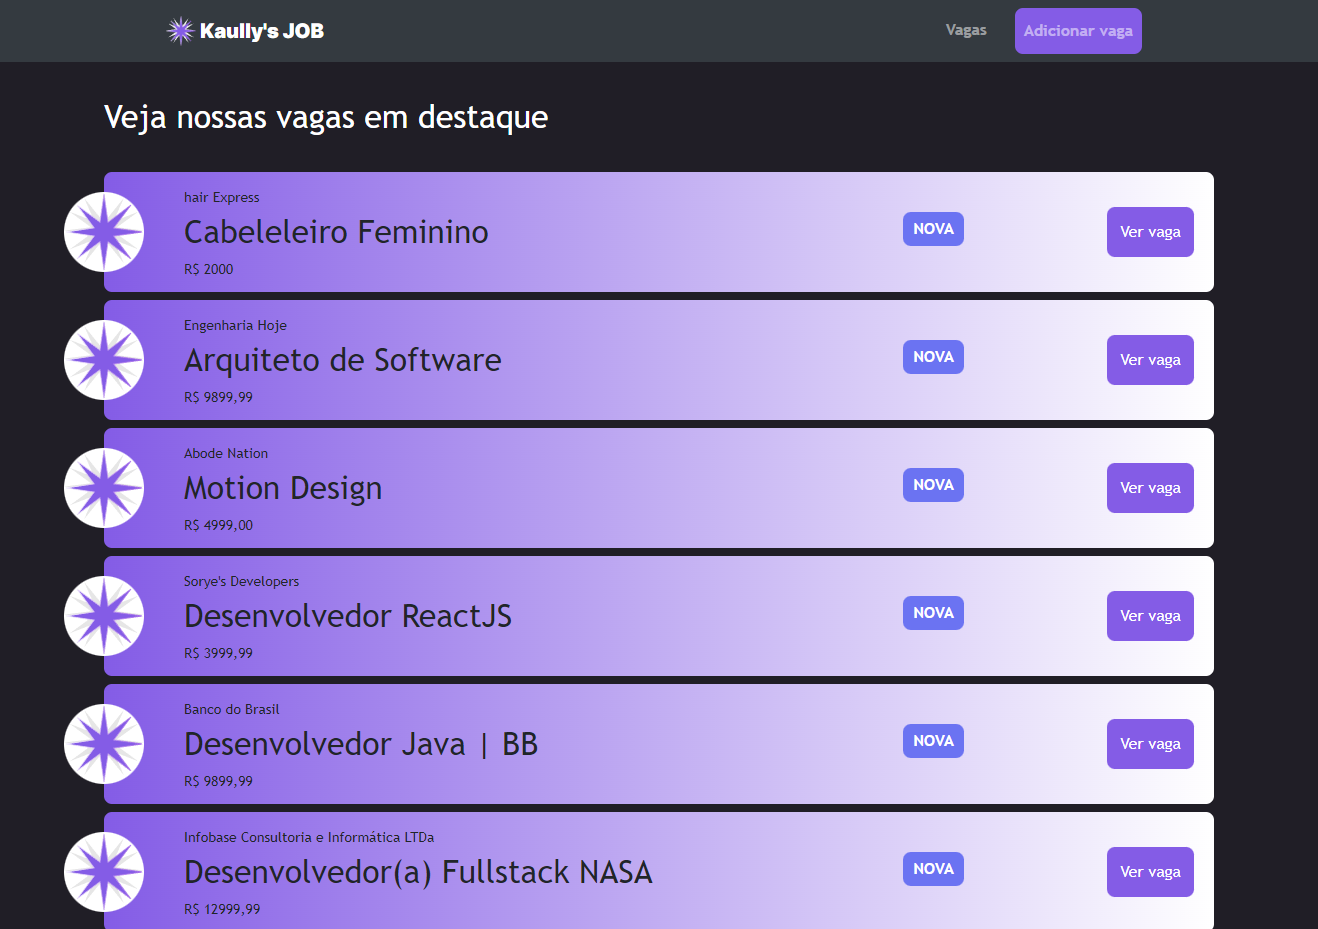 Kaully's JOB
Vagas
Adicionar vaga
Veja nossas vagas em destaque
hair Express
Cabeleleiro Feminino
R$ 2000
NOVA
Ver vaga
Engenharia Hoje
Arquiteto de Software
R$ 9899,99
NOVA
Ver vaga
Abode Nation
Motion Design
R$ 4999,00
NOVA
Ver vaga
Sorye's Developers
Desenvolvedor ReactJS
R$ 3999,99
NOVA
Ver vaga
Banco do Brasil
Desenvolvedor Java | BB
R$ 9899,99
NOVA
Ver vaga
Infobase Consultoria e Informática LTDa
Desenvolvedor(a) Fullstack NASA
R$ 12999,99
NOVA
Ver vaga